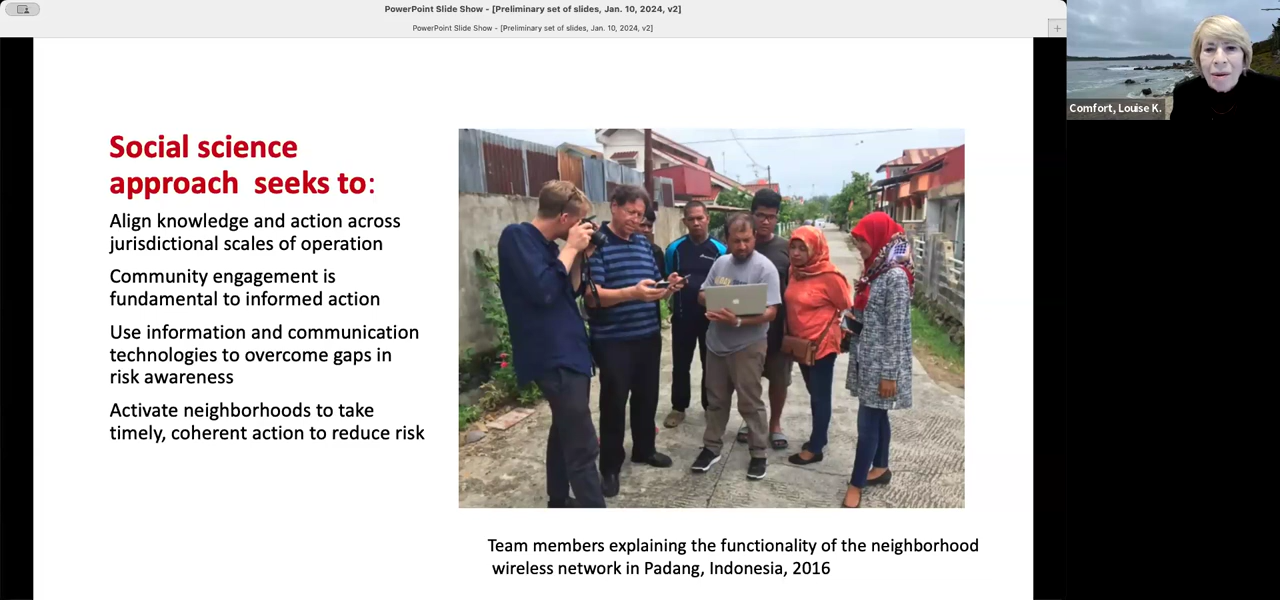 PowerPoint Slide Show - [Preliminary set of slides, Jan. 10, 2024, v2]
PowerPoint Slide Show - [Preliminary set of slides, Jan. 10, 2024, v2]
Comfort, Louise K.
Social science
approach seeks to:
Align knowledge and action across
jurisdictional scales of operation
Community engagement is
fundamental to informed action
Use information and communication
technologies to overcome gaps in
risk awareness
Activate neighborhoods to take
timely, coherent action to reduce risk
Team members explaining the functionality of the neighborhood
wireless network in Padang, Indonesia, 2016